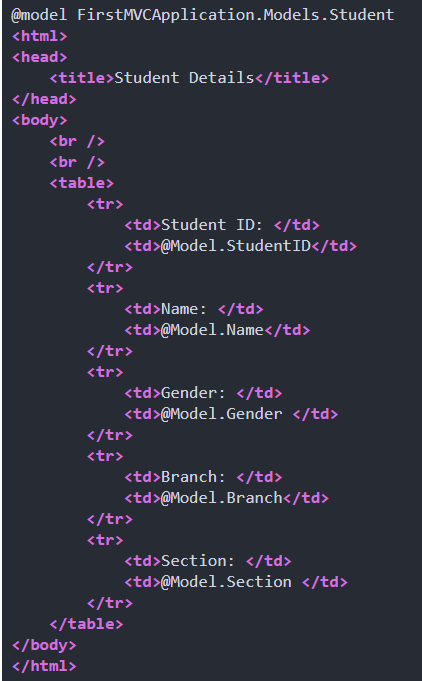 @model FirstMVCApplication.Models.Student
<html>
<head>
    <title>Student Details</title>
</head>
<body>
    <br />
    <br />
    <table>
        <tr>
            <td>Student ID: </td>
            <td>@Model.StudentID</td>
        </tr>
        <tr>
            <td>Name: </td>
            <td>@Model.Name</td>
        </tr>
        <tr>
            <td>Gender: </td>
            <td>@Model.Gender </td>
        </tr>
        <tr>
            <td>Branch: </td>
            <td>@Model.Branch</td>
        </tr>
        <tr>
            <td>Section: </td>
            <td>@Model.Section </td>
        </tr>
    </table>
</body>
</html>